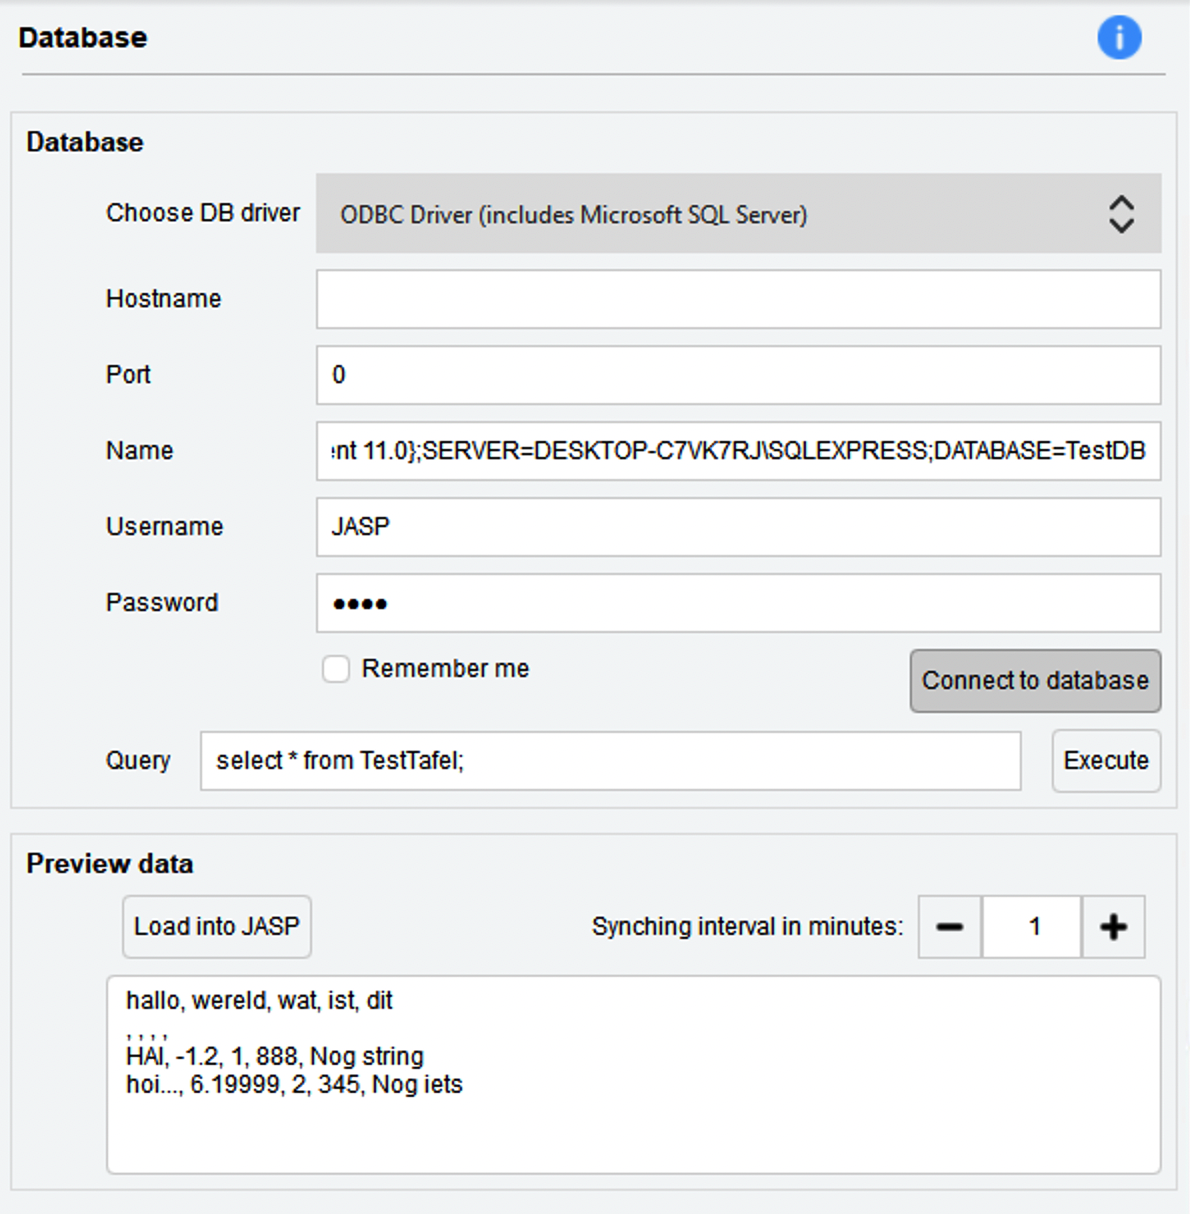 Database
i
Database
Choose DB driver ODBC Driver (includes Microsoft SQL Server)
Hostname
Port 0
Name nt 11.0};SERVER=DESKTOP-C7VK7RJ\SQLEXPRESS;DATABASE=TestDB
Username JASP
Password ••••
Remember me Connect to database
Query select * from TestTafel; Execute
Preview data
Load into JASP Synching interval in minutes: − 1 +
hallo, wereld, wat, ist, dit
, , , ,
HAI, -1.2, 1, 888, Nog string
hoi..., 6.19999, 2, 345, Nog iets